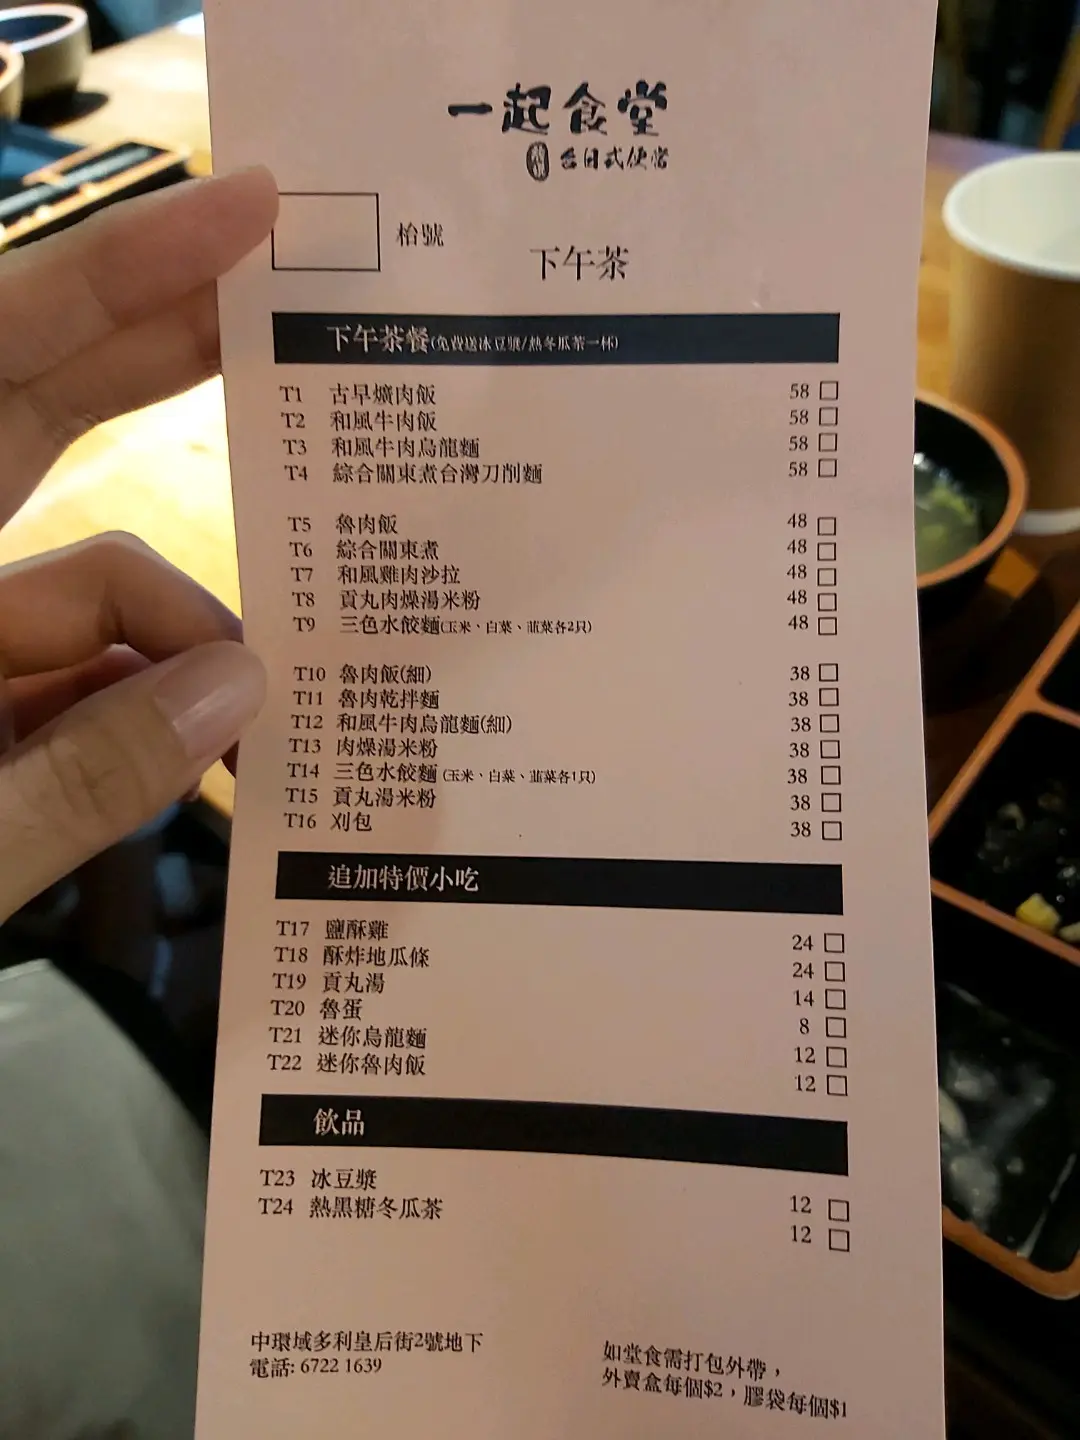 一起食堂
台日式便當
枱號
下午茶
下午茶餐(免費送冰豆漿/熱冬瓜茶一杯)
T1 古早爌肉飯 58
T2 和風牛肉飯 58
T3 和風牛肉烏龍麵 58
T4 綜合關東煮台灣刀削麵 58
T5 魯肉飯 48
T6 綜合關東煮 48
T7 和風雞肉沙拉 48
T8 貢丸肉燥湯米粉 48
T9 三色水餃麵(玉米、白菜、韮菜各2只) 48
T10 魯肉飯(細) 38
T11 魯肉乾拌麵 38
T12 和風牛肉烏龍麵(細) 38
T13 肉燥湯米粉 38
T14 三色水餃麵(玉米、白菜、韮菜各1只) 38
T15 貢丸湯米粉 38
T16 刈包 38
追加特價小吃
T17 鹽酥雞 24
T18 酥炸地瓜條 24
T19 貢丸湯 14
T20 魯蛋 8
T21 迷你烏龍麵 12
T22 迷你魯肉飯 12
飲品
T23 冰豆漿 12
T24 熱黑糖冬瓜茶 12
中環域多利皇后街2號地下
電話: 6722 1639
如堂食需打包外帶，
外賣盒每個$2，膠袋每個$1